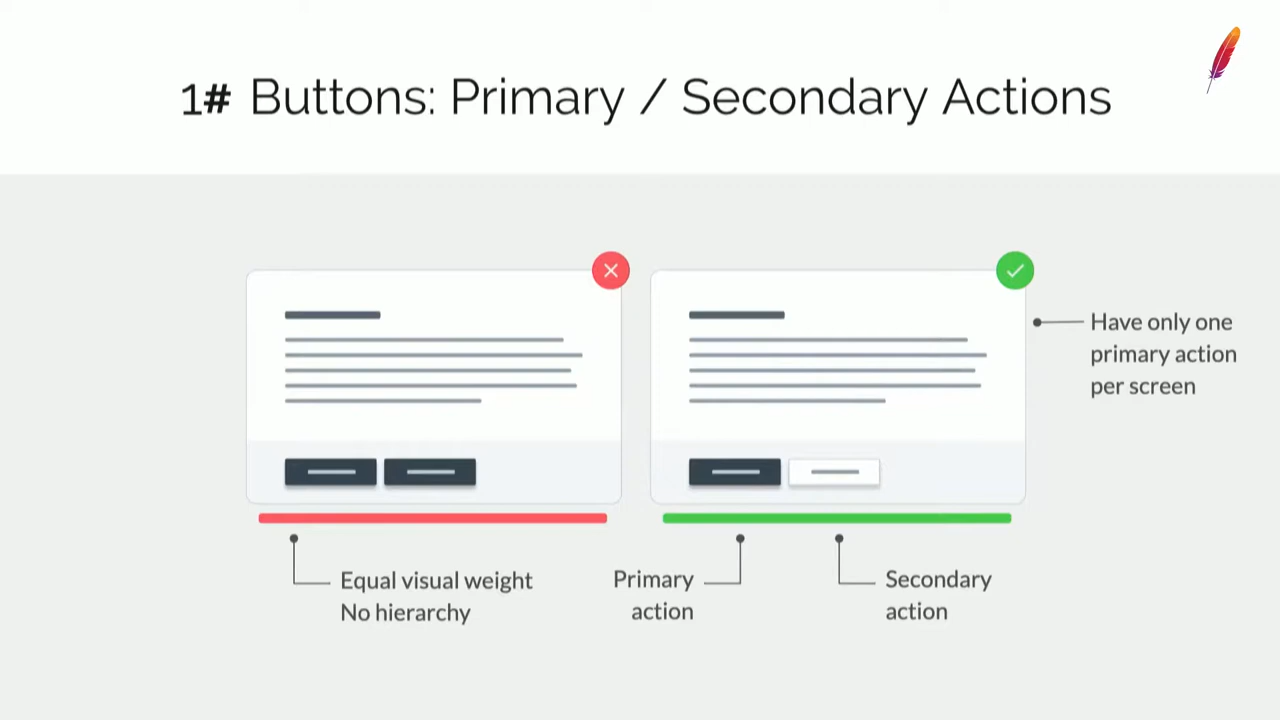 1# Buttons: Primary / Secondary Actions
Have only one
primary action
per screen
Equal visual weight
No hierarchy
Primary
action
Secondary
action